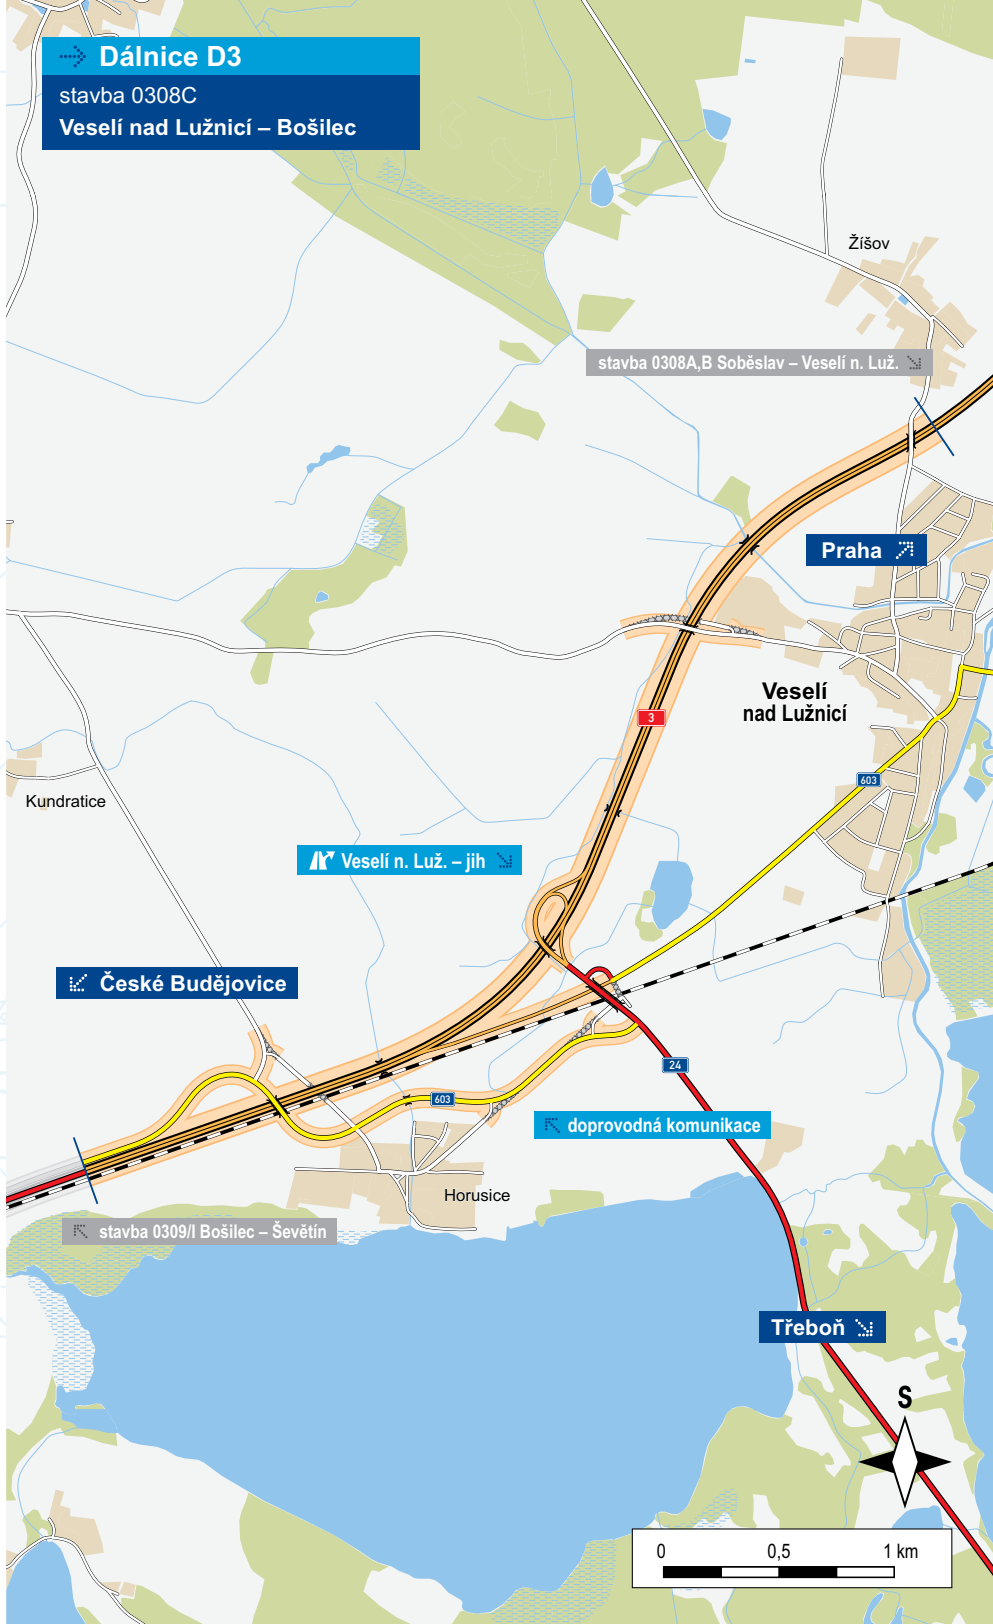 Dálnice D3
stavba 0308C
Veselí nad Lužnicí – Bošilec
Žíšov
stavba 0308A,B Soběslav – Veselí n. Luž.
Praha
Veselí
nad Lužnicí
3
603
Kundratice
Veselí n. Luž. – jih
České Budějovice
24
603
doprovodná komunikace
Horusice
stavba 0309/I Bošilec – Ševětín
Třeboň
S
0 0,5 1 km